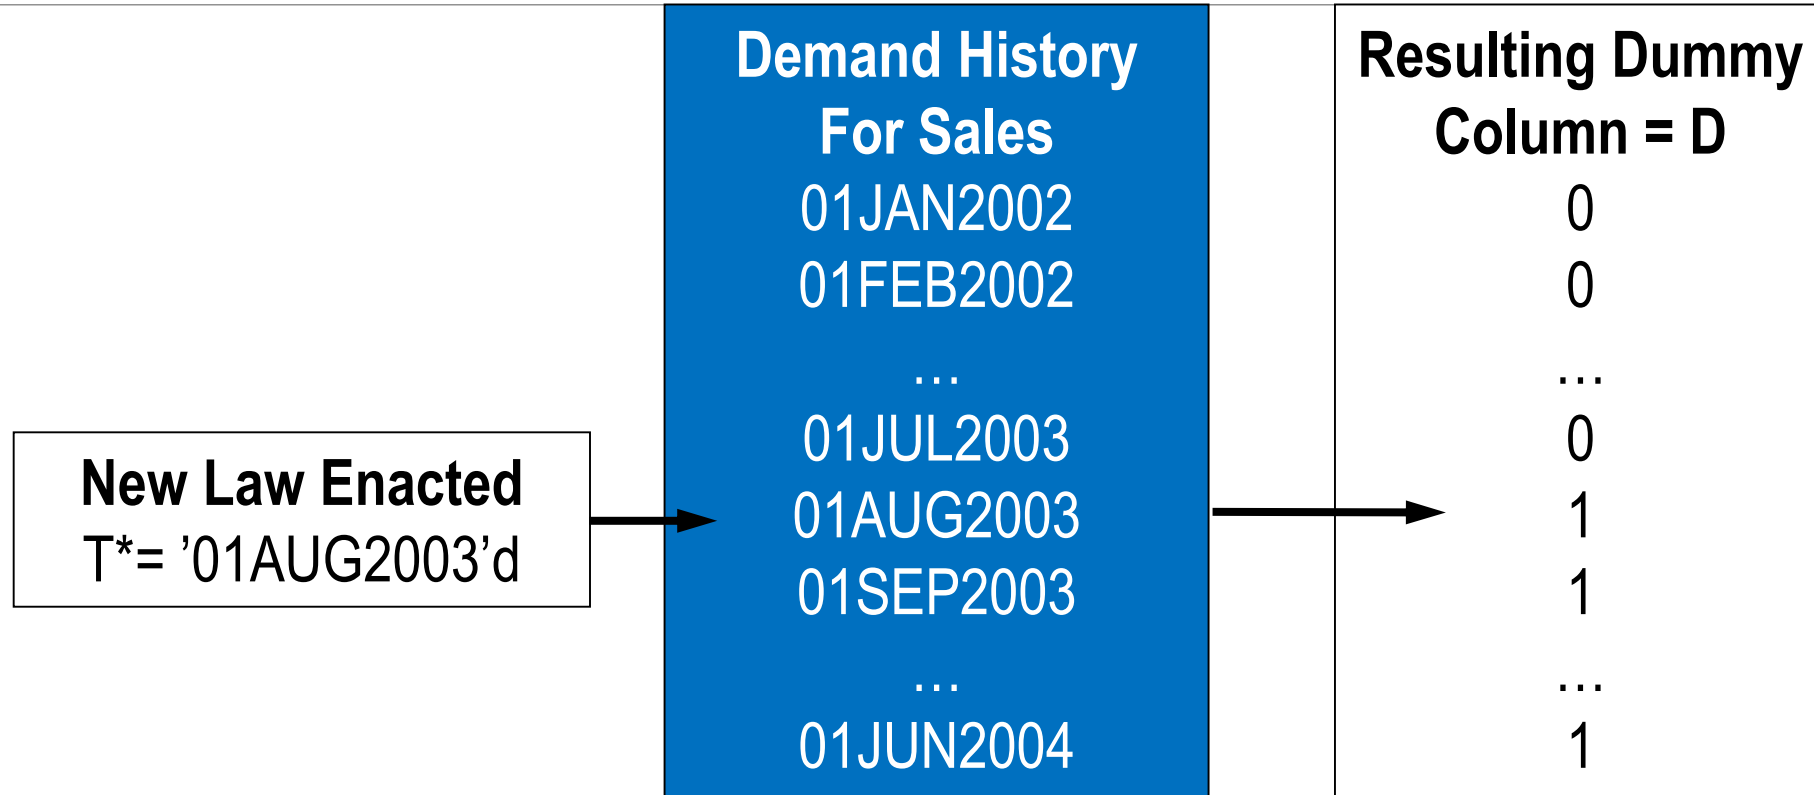 New Law Enacted
T*= ’01AUG2003’d
Demand History
For Sales
01JAN2002
01FEB2002
…
01JUL2003
01AUG2003
01SEP2003
…
01JUN2004
Resulting Dummy
Column = D
0
0
…
0
1
1
…
1